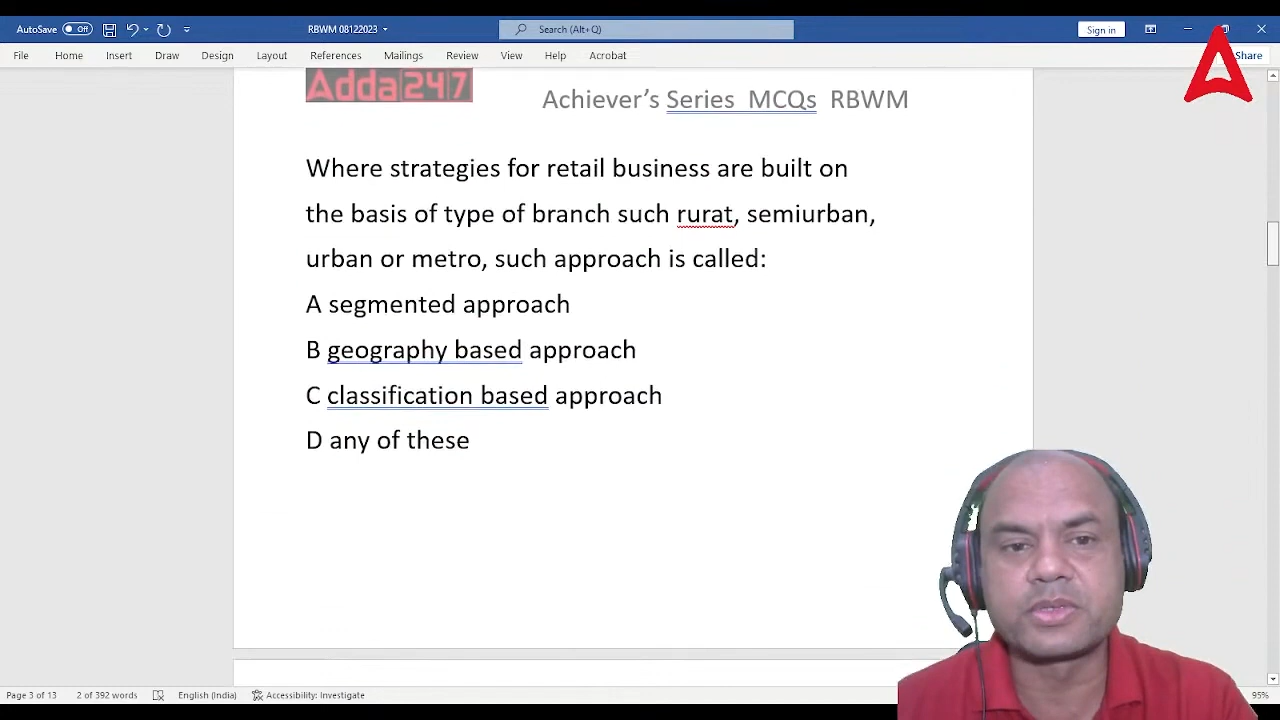 AutoSave Off RBWM 08122023 Search (Alt+Q) Sign in
File Home Insert Draw Design Layout References Mailings Review View Help Acrobat Share
Adda247
Achiever’s Series MCQs RBWM
Where strategies for retail business are built on
the basis of type of branch such rurat, semiurban,
urban or metro, such approach is called:
A segmented approach
B geography based approach
C classification based approach
D any of these
Page 3 of 13 2 of 392 words English (India) Accessibility: Investigate 95%